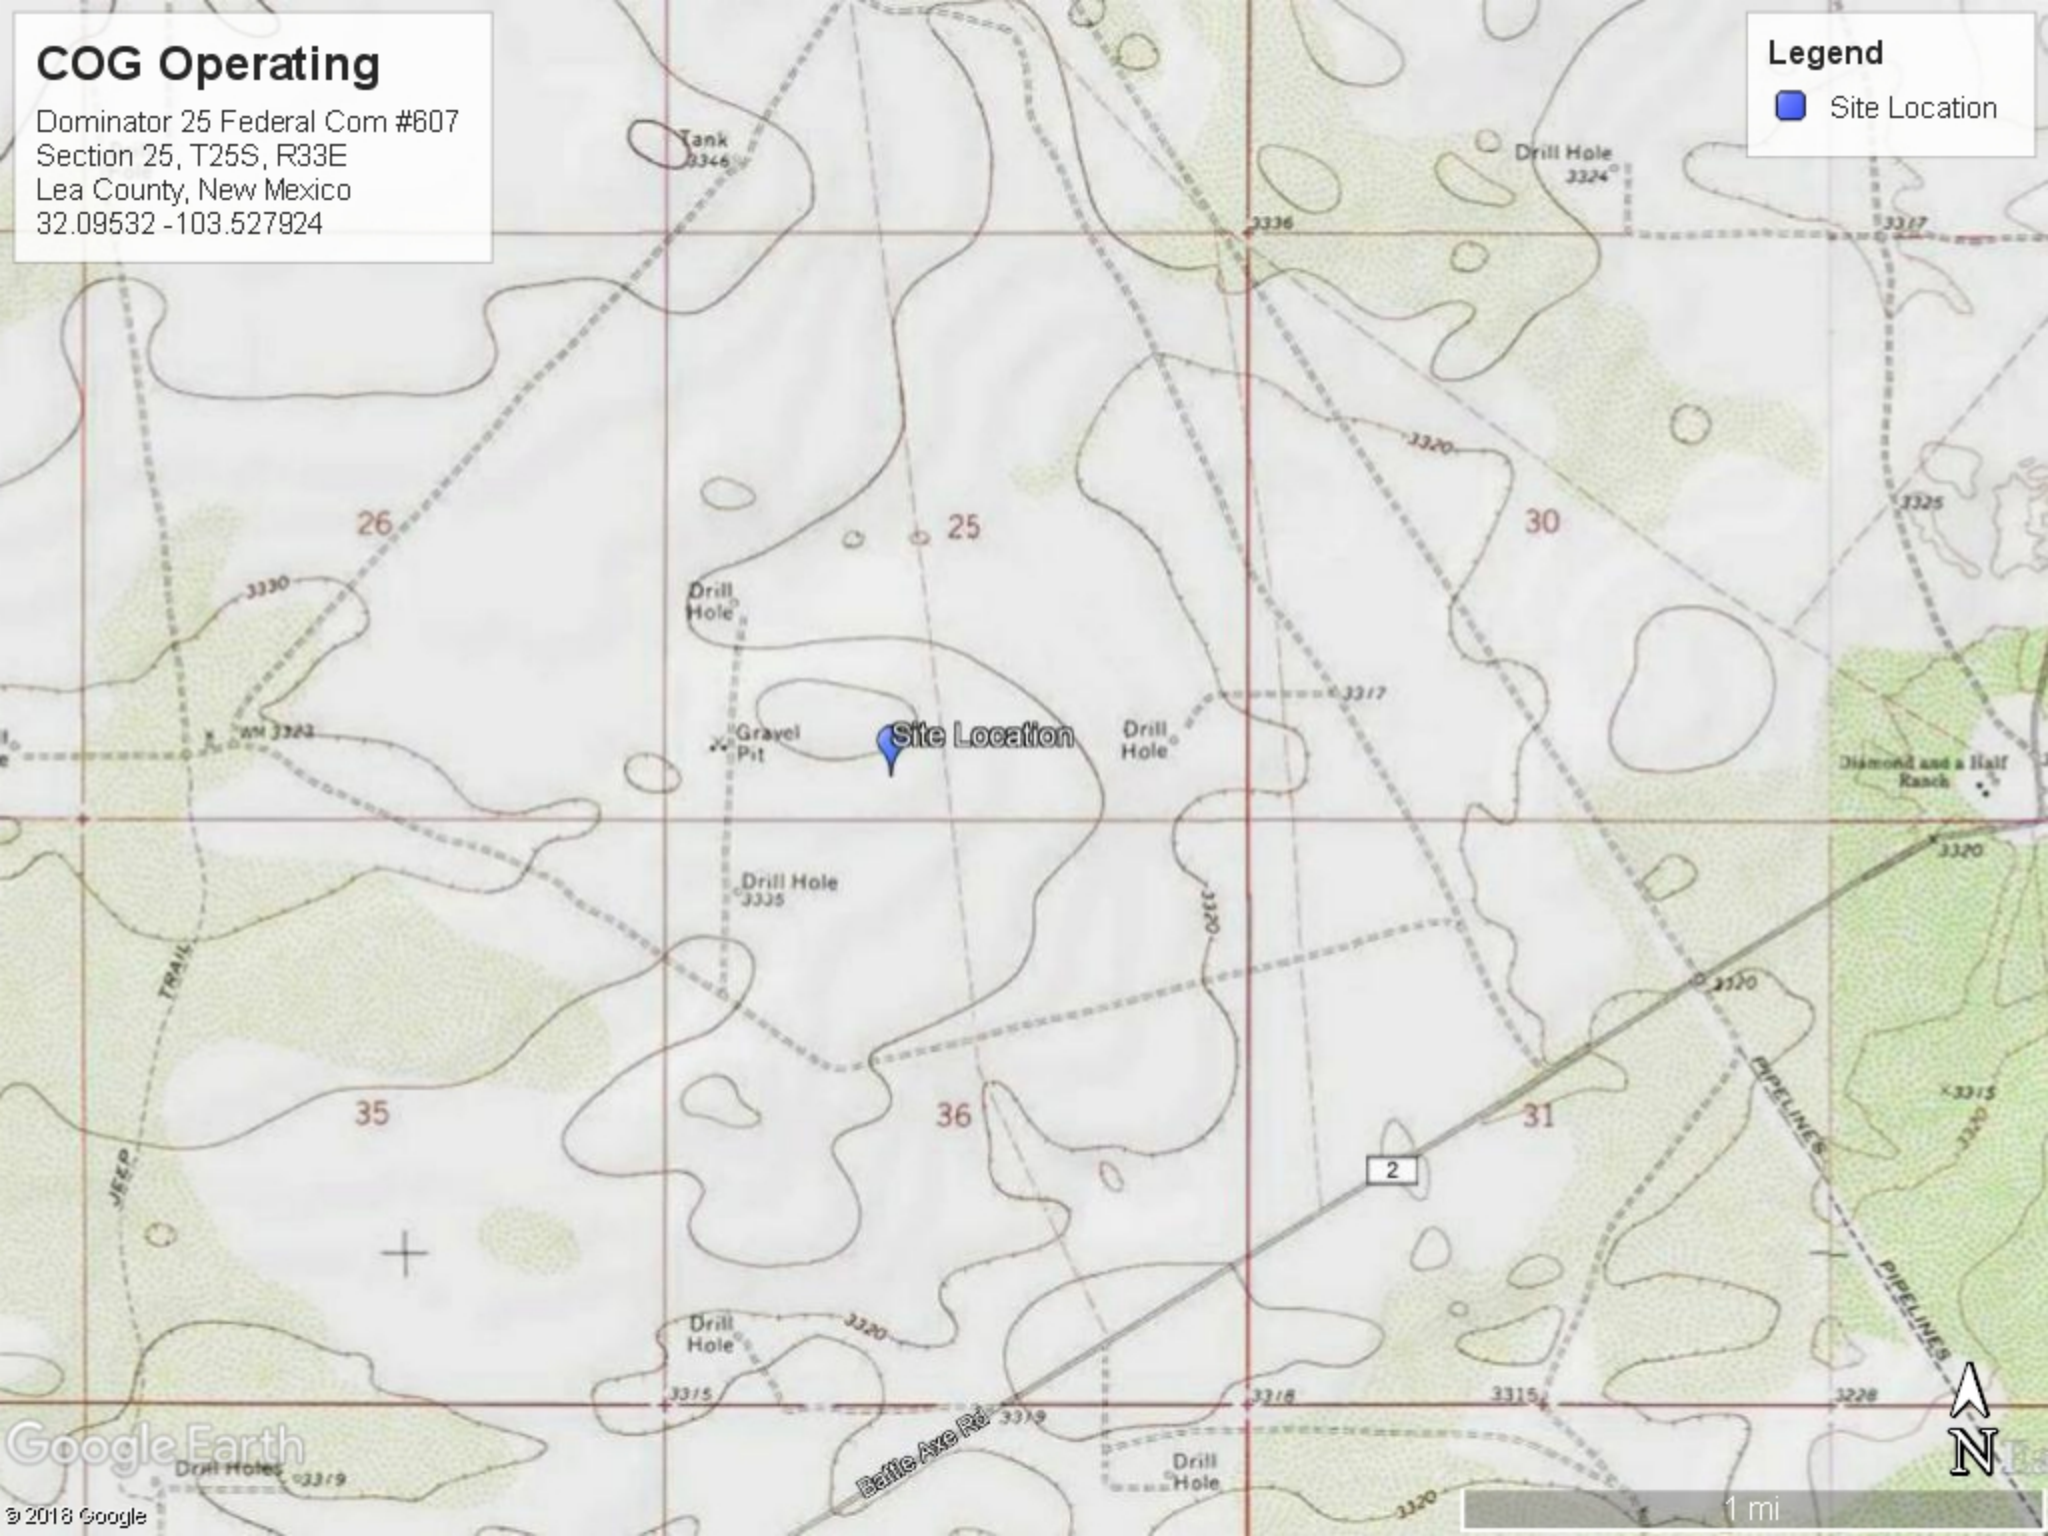 COG Operating
Dominator 25 Federal Com #607
Section 25, T25S, R33E
Lea County, New Mexico
32.09532 -103.527924
Legend
Site Location
Tank
3346
Drill Hole
3324
3336
3317
3320
3325
26
25
30
3330
Drill
Hole
3317
WM 3323
Gravel
Pit
Site Location
Drill
Hole
Diamond and a Half
Ranch
3320
Drill Hole
3335
3320
TRAIL
3320
PIPELINES
3315
3320
35
36
31
JEEP
2
PIPELINES
Drill
Hole
3320
3315
3319
3318
3315
3228
Battle Axe Rd
Google Earth
Drill Holes
3319
Drill
Hole
3320
N
1 mi
© 2018 Google